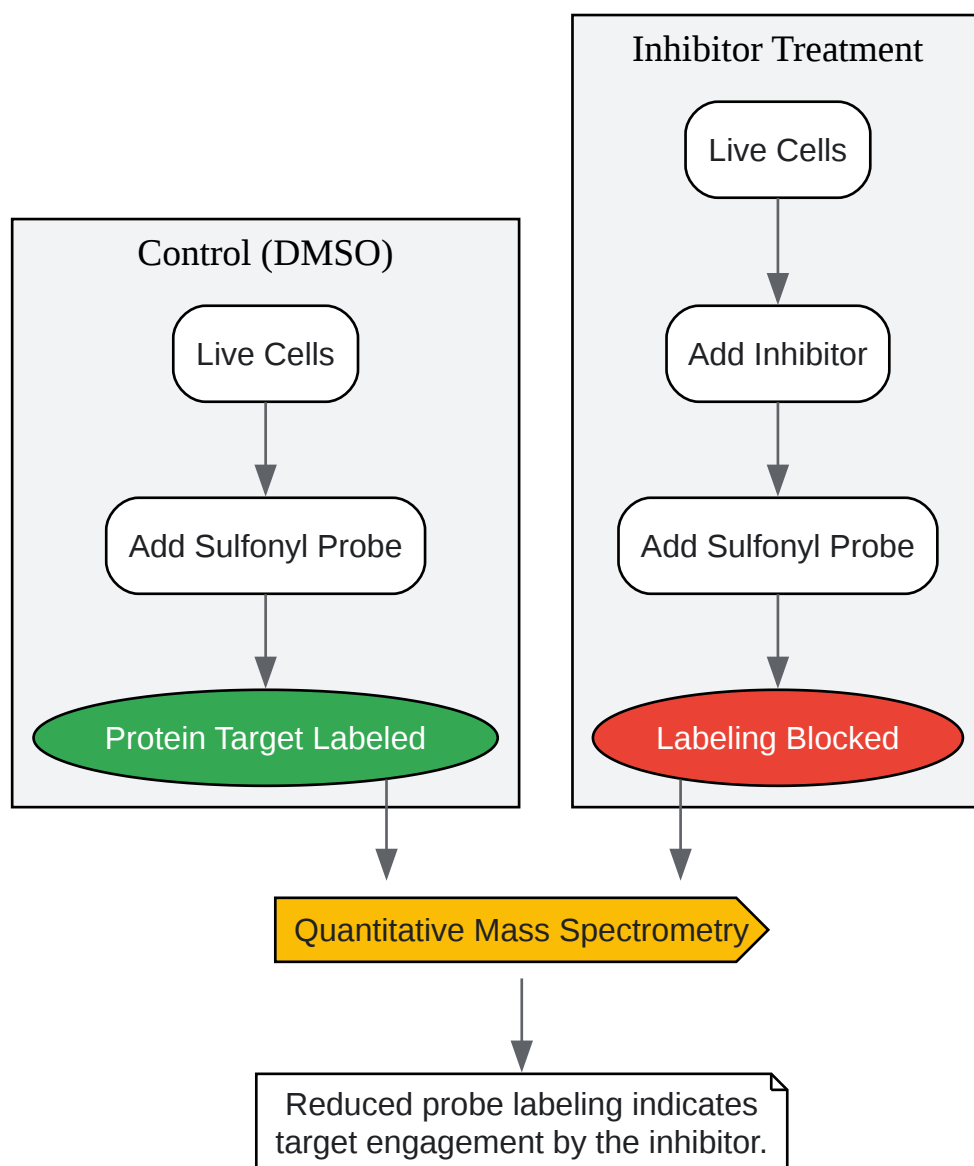 Control (DMSO)
Live Cells
Add Sulfonyl Probe
Protein Target Labeled
Inhibitor Treatment
Live Cells
Add Inhibitor
Add Sulfonyl Probe
Labeling Blocked
Quantitative Mass Spectrometry
Reduced probe labeling indicates
target engagement by the inhibitor.